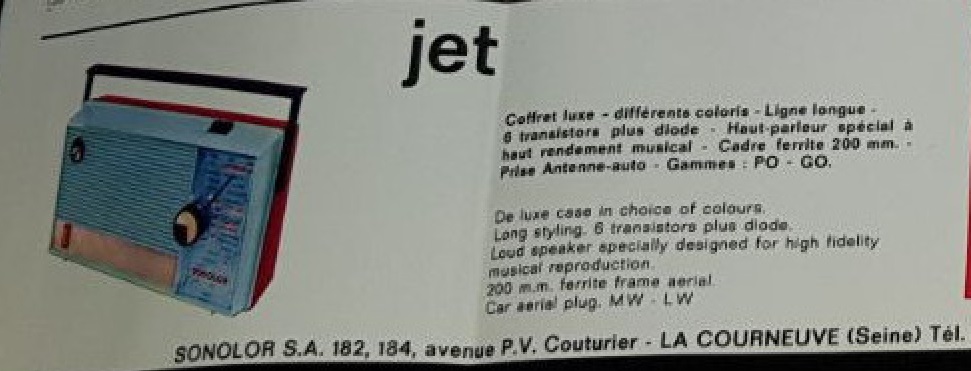 jet
Coffret luxe - différents coloris - Ligne longue -
6 transistors plus diode - Haut-parleur spécial à
haut rendement musical - Cadre ferrite 200 mm. -
Prise Antenne-auto - Gammes : PO - GO.
De luxe case in choice of colours.
Long styling. 6 transistors plus diode.
Loud speaker specially designed for high fidelity
musical reproduction.
200 m.m. ferrite frame aerial.
Car aerial plug. MW - LW
SONOLOR
SONOLOR S.A. 182, 184, avenue P.V. Couturier - LA COURNEUVE (Seine) Tél.